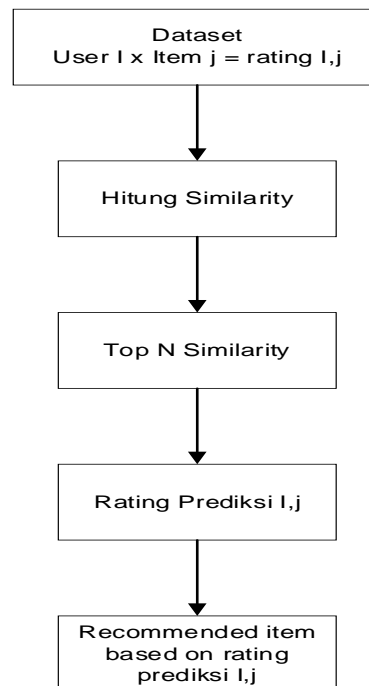 Dataset
User I x Item j = rating I,j
Hitung Similarity
Top N Similarity
Rating Prediksi I,j
Recommended item
based on rating
prediksi I,j